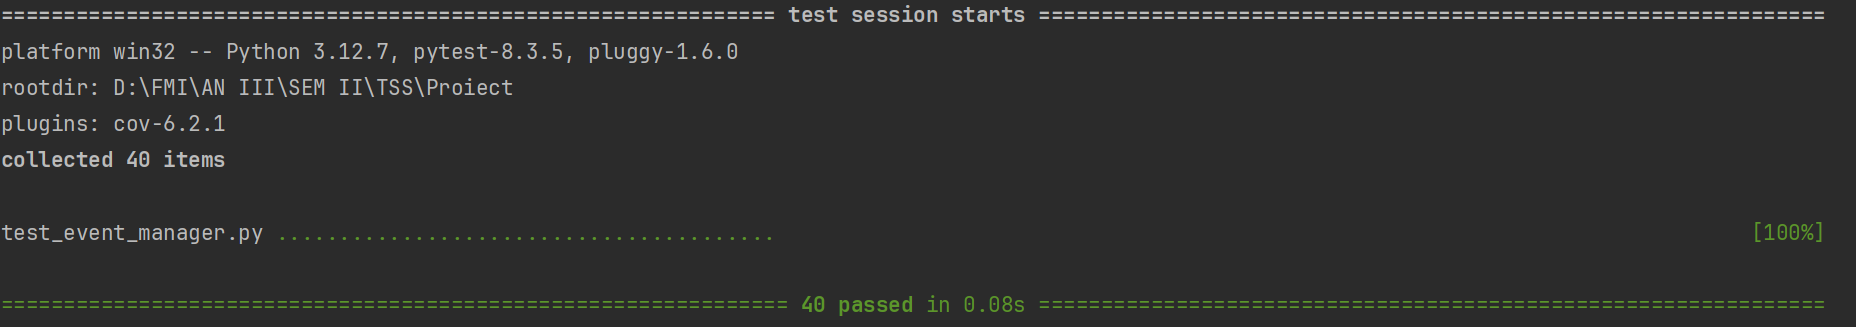 ============================================================== test session starts ===============================================================
platform win32 -- Python 3.12.7, pytest-8.3.5, pluggy-1.6.0
rootdir: D:\FMI\AN III\SEM II\TSS\Proiect
plugins: cov-6.2.1
collected 40 items
test_event_manager.py ........................................ [100%]
=============================================================== 40 passed in 0.08s ===============================================================